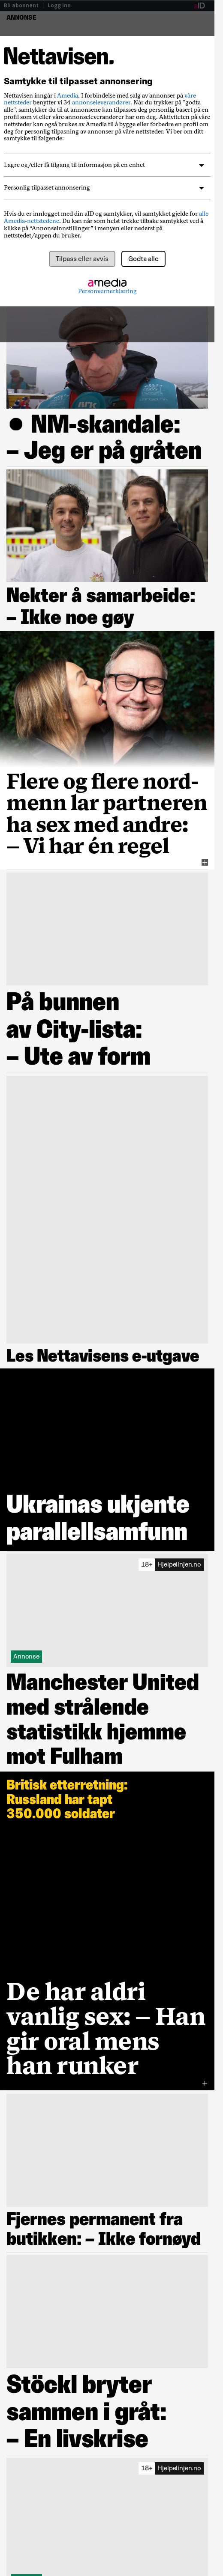 Bli abonnent | Logg inn
aID
ANNONSE
Nettavisen.
Samtykke til tilpasset annonsering
Nettavisen inngår i Amedia. I forbindelse med salg av annonser på våre
nettsteder benytter vi 34 annonseleverandører. Når du trykker på "godta
alle", samtykker du til at annonsene kan tilpasses deg personlig basert på en
profil som vi eller våre annonseleverandører har om deg. Aktiviteten på våre
nettsteder kan også brukes av Amedia til å bygge eller forbedre en profil om
deg for personlig tilpasning av annonser på våre nettsteder. Vi ber om ditt
samtykke til følgende:
Lagre og/eller få tilgang til informasjon på en enhet
Personlig tilpasset annonsering
Hvis du er innlogget med din aID og samtykker, vil samtykket gjelde for alle
Amedia-nettstedene. Du kan når som helst trekke tilbake samtykket ved å
klikke på “Annonseinnstillinger” i menyen eller nederst på
nettstedet/appen du bruker.
Tilpass eller avvis
Godta alle
amedia
Personvernerklæring
● NM-skandale:
– Jeg er på gråten
Nekter å samarbeide:
– Ikke noe gøy
Flere og flere nord-
menn lar partneren
ha sex med andre:
– Vi har én regel
På bunnen
av City-lista:
– Ute av form
Les Nettavisens e-utgave
Ukrainas ukjente
parallellsamfunn
18+ Hjelpelinjen.no
Annonse
Manchester United
med strålende
statistikk hjemme
mot Fulham
Britisk etterretning:
Russland har tapt
350.000 soldater
De har aldri
vanlig sex: – Han
gir oral mens
han runker
+
Fjernes permanent fra
butikken: – Ikke fornøyd
Stöckl bryter
sammen i gråt:
– En livskrise
18+ Hjelpelinjen.no